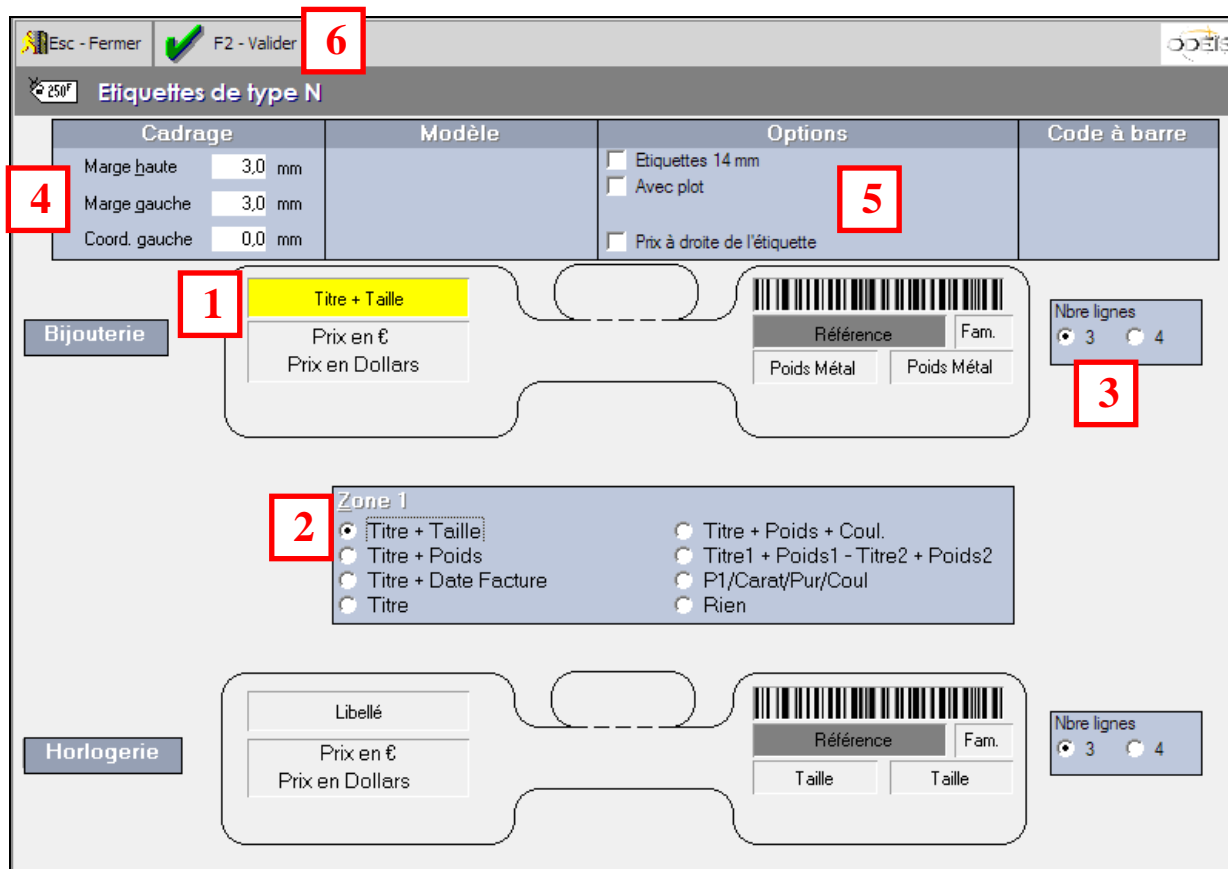 Esc - Fermer F2 - Valider 6
250F Etiquettes de type N
Cadrage Modèle Options Code à barre
Marge haute 3,0 mm
Marge gauche 3,0 mm
Coord. gauche 0,0 mm
4
Etiquettes 14 mm
Avec plot
5
Prix à droite de l'étiquette
1
Bijouterie
Titre + Taille
Prix en €
Prix en Dollars
Référence Fam.
Poids Métal Poids Métal
Nbre lignes
3 4
3
2
Zone 1
Titre + Taille Titre + Poids + Coul.
Titre + Poids Titre1 + Poids1 - Titre2 + Poids2
Titre + Date Facture P1/Carat/Pur/Coul
Titre Rien
Horlogerie
Libellé
Prix en €
Prix en Dollars
Référence Fam.
Taille Taille
Nbre lignes
3 4